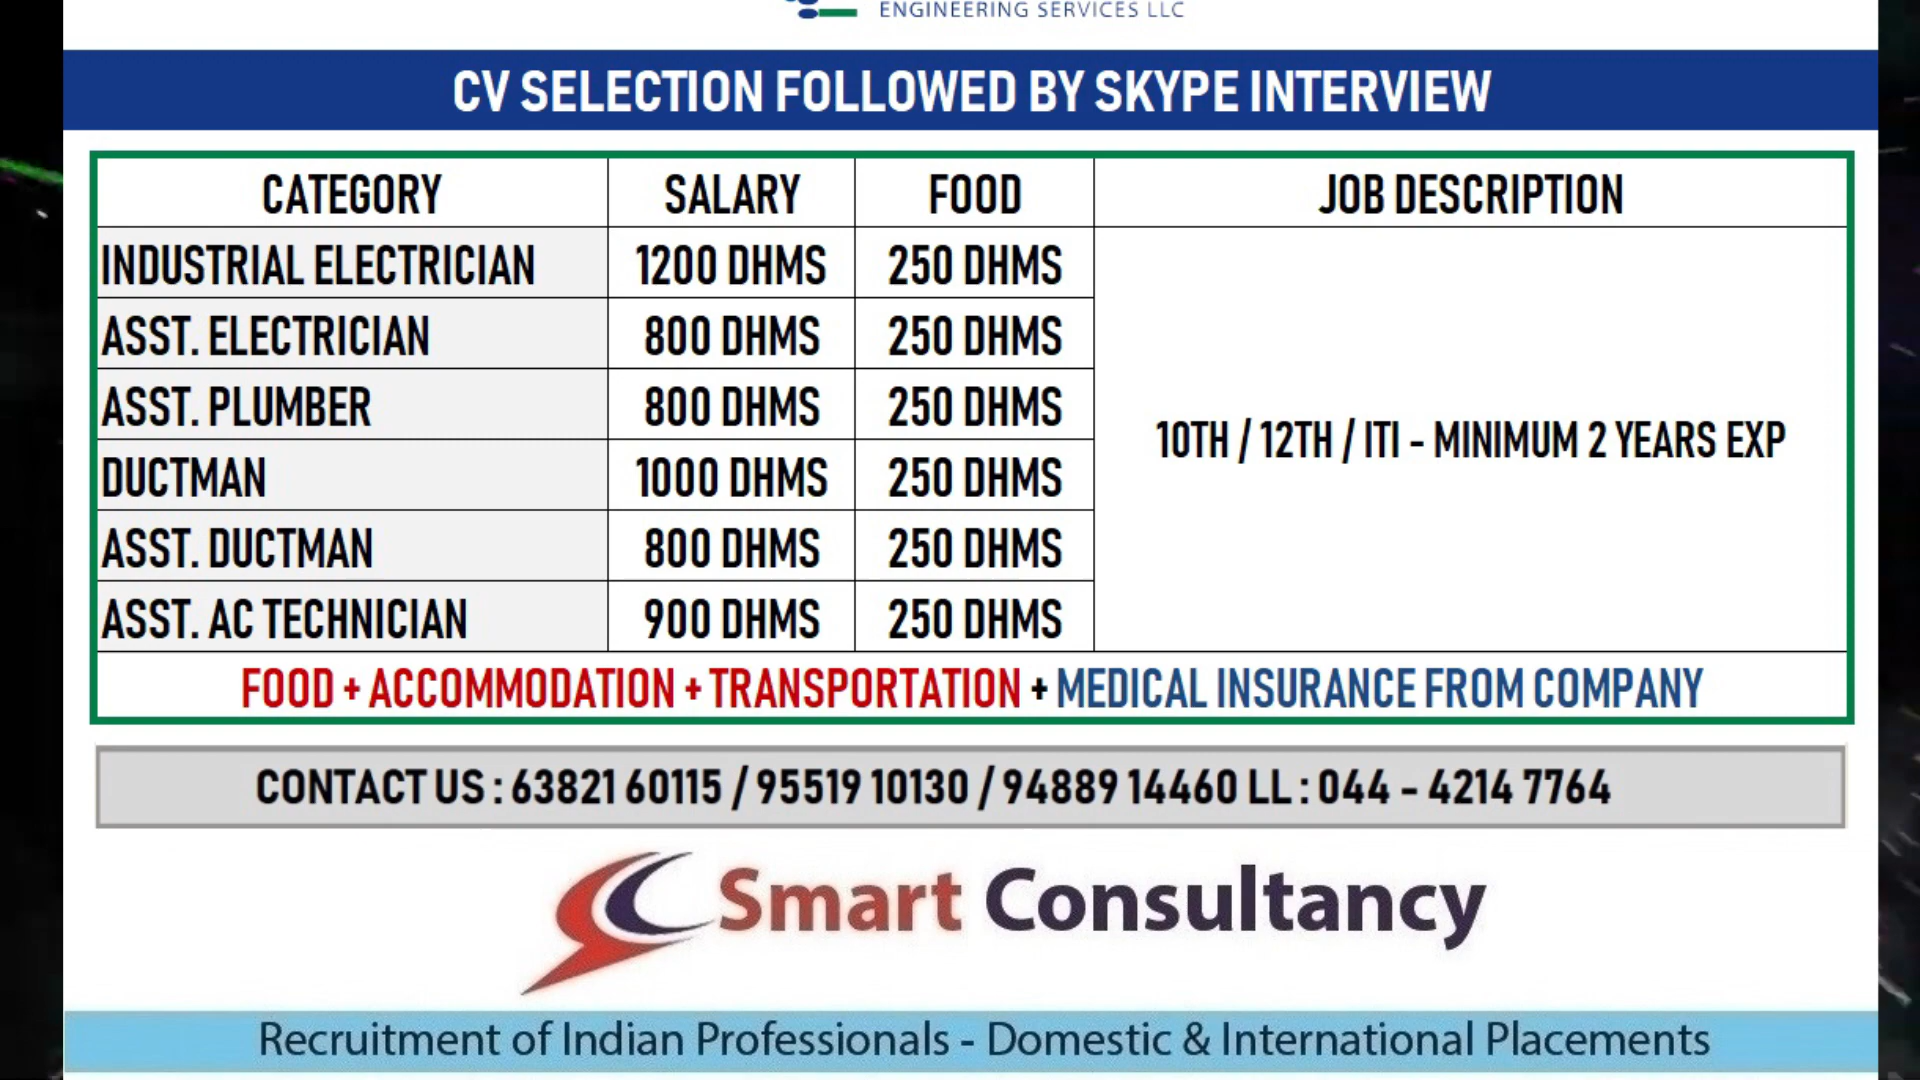 ENGINEERING SERVICES LLC
CV SELECTION FOLLOWED BY SKYPE INTERVIEW
CATEGORY SALARY FOOD JOB DESCRIPTION
INDUSTRIAL ELECTRICIAN 1200 DHMS 250 DHMS
ASST. ELECTRICIAN 800 DHMS 250 DHMS
ASST. PLUMBER 800 DHMS 250 DHMS
10TH / 12TH / ITI - MINIMUM 2 YEARS EXP
DUCTMAN 1000 DHMS 250 DHMS
ASST. DUCTMAN 800 DHMS 250 DHMS
ASST. AC TECHNICIAN 900 DHMS 250 DHMS
FOOD + ACCOMMODATION + TRANSPORTATION + MEDICAL INSURANCE FROM COMPANY
CONTACT US : 63821 60115 / 95519 10130 / 94889 14460 LL : 044 - 4214 7764
Smart Consultancy
Recruitment of Indian Professionals - Domestic & International Placements